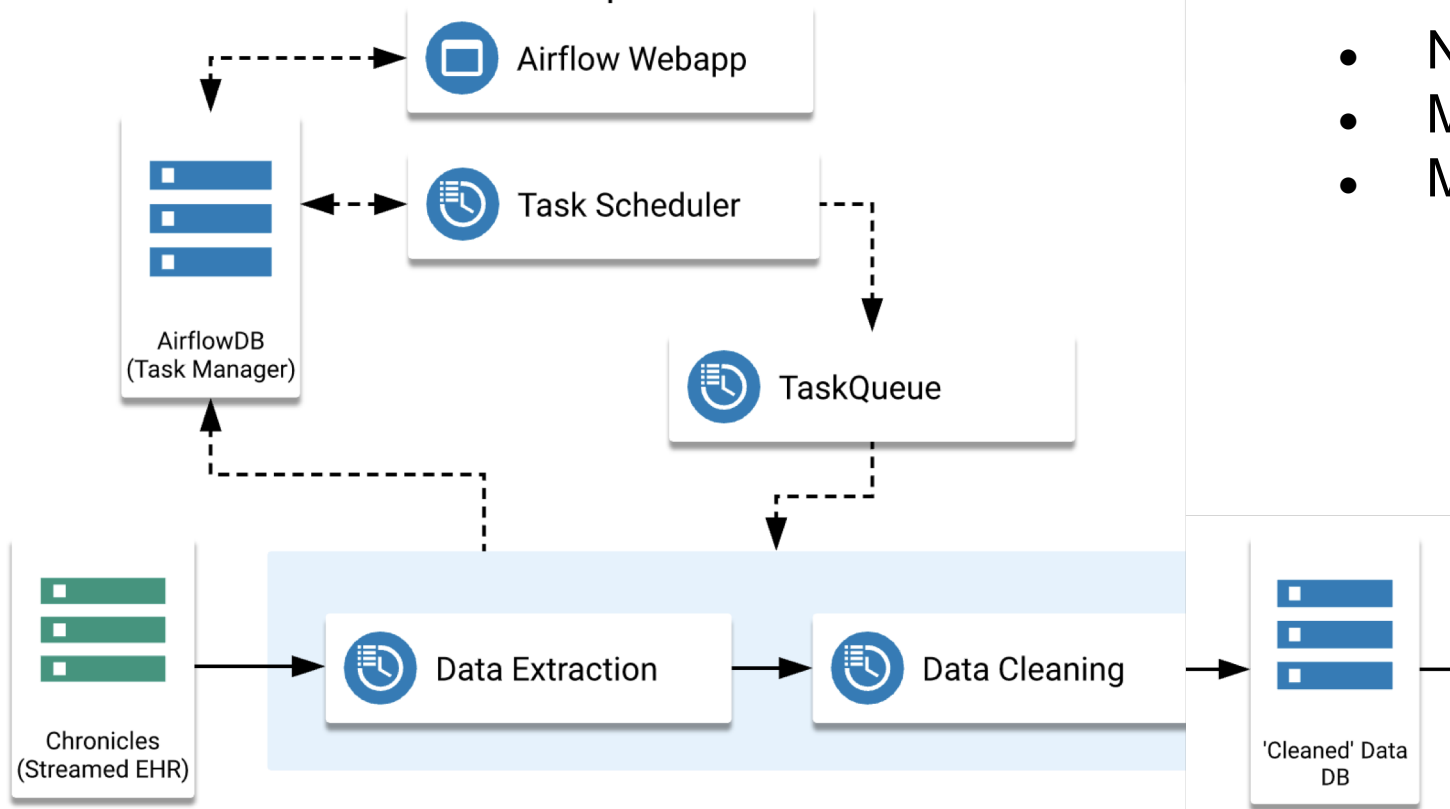 Airflow Webapp
Task Scheduler
AirflowDB
(Task Manager)
TaskQueue
Data Extraction
Data Cleaning
Chronicles
(Streamed EHR)
'Cleaned' Data
DB